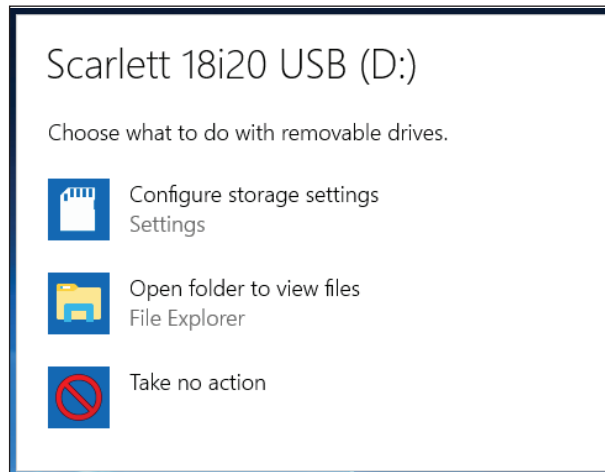 Scarlett 18i20 USB (D:)
Choose what to do with removable drives.
Configure storage settings
Settings
Open folder to view files
File Explorer
Take no action